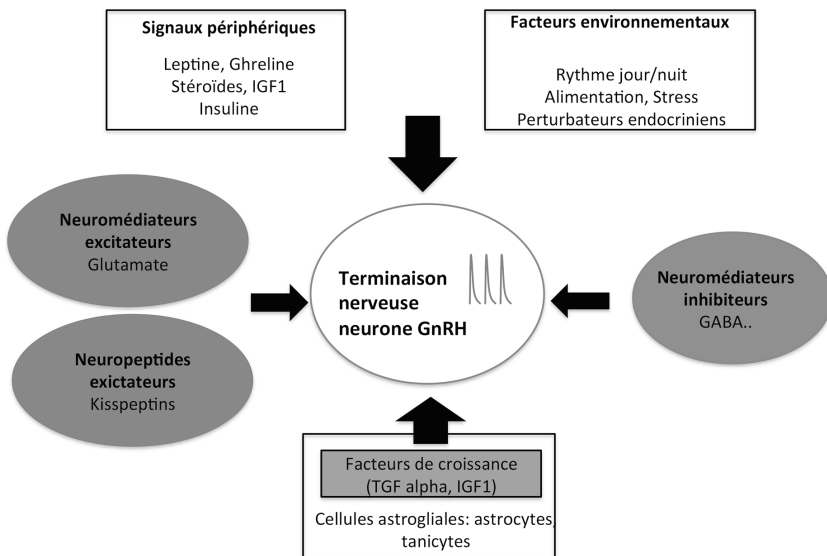 Signaux périphériques
Leptine, Ghreline
Stéroïdes, IGF1
Insuline
Facteurs environnementaux
Rythme jour/nuit
Alimentation, Stress
Perturbateurs endocriniens
Neuromédiateurs
excitateurs
Glutamate
Neuropeptides
exictateurs
Kisspeptins
Terminaison
nerveuse
neurone GnRH
Neuromédiateurs
inhibiteurs
GABA..
Facteurs de croissance
(TGF alpha, IGF1)
Cellules astrogliales: astrocytes,
tanicytes